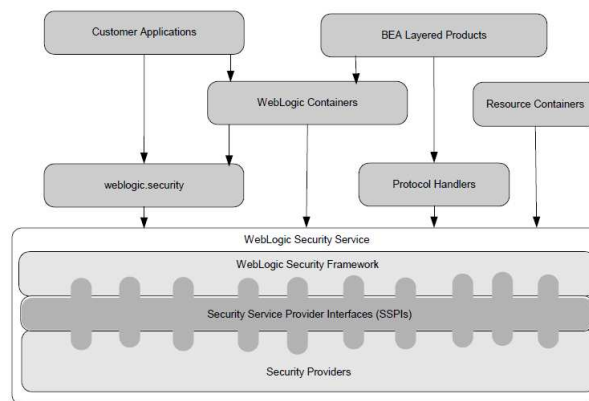 Customer Applications
BEA Layered Products
WebLogic Containers
Resource Containers
weblogic.security
Protocol Handlers
WebLogic Security Service
WebLogic Security Framework
Security Service Provider Interfaces (SSPIs)
Security Providers